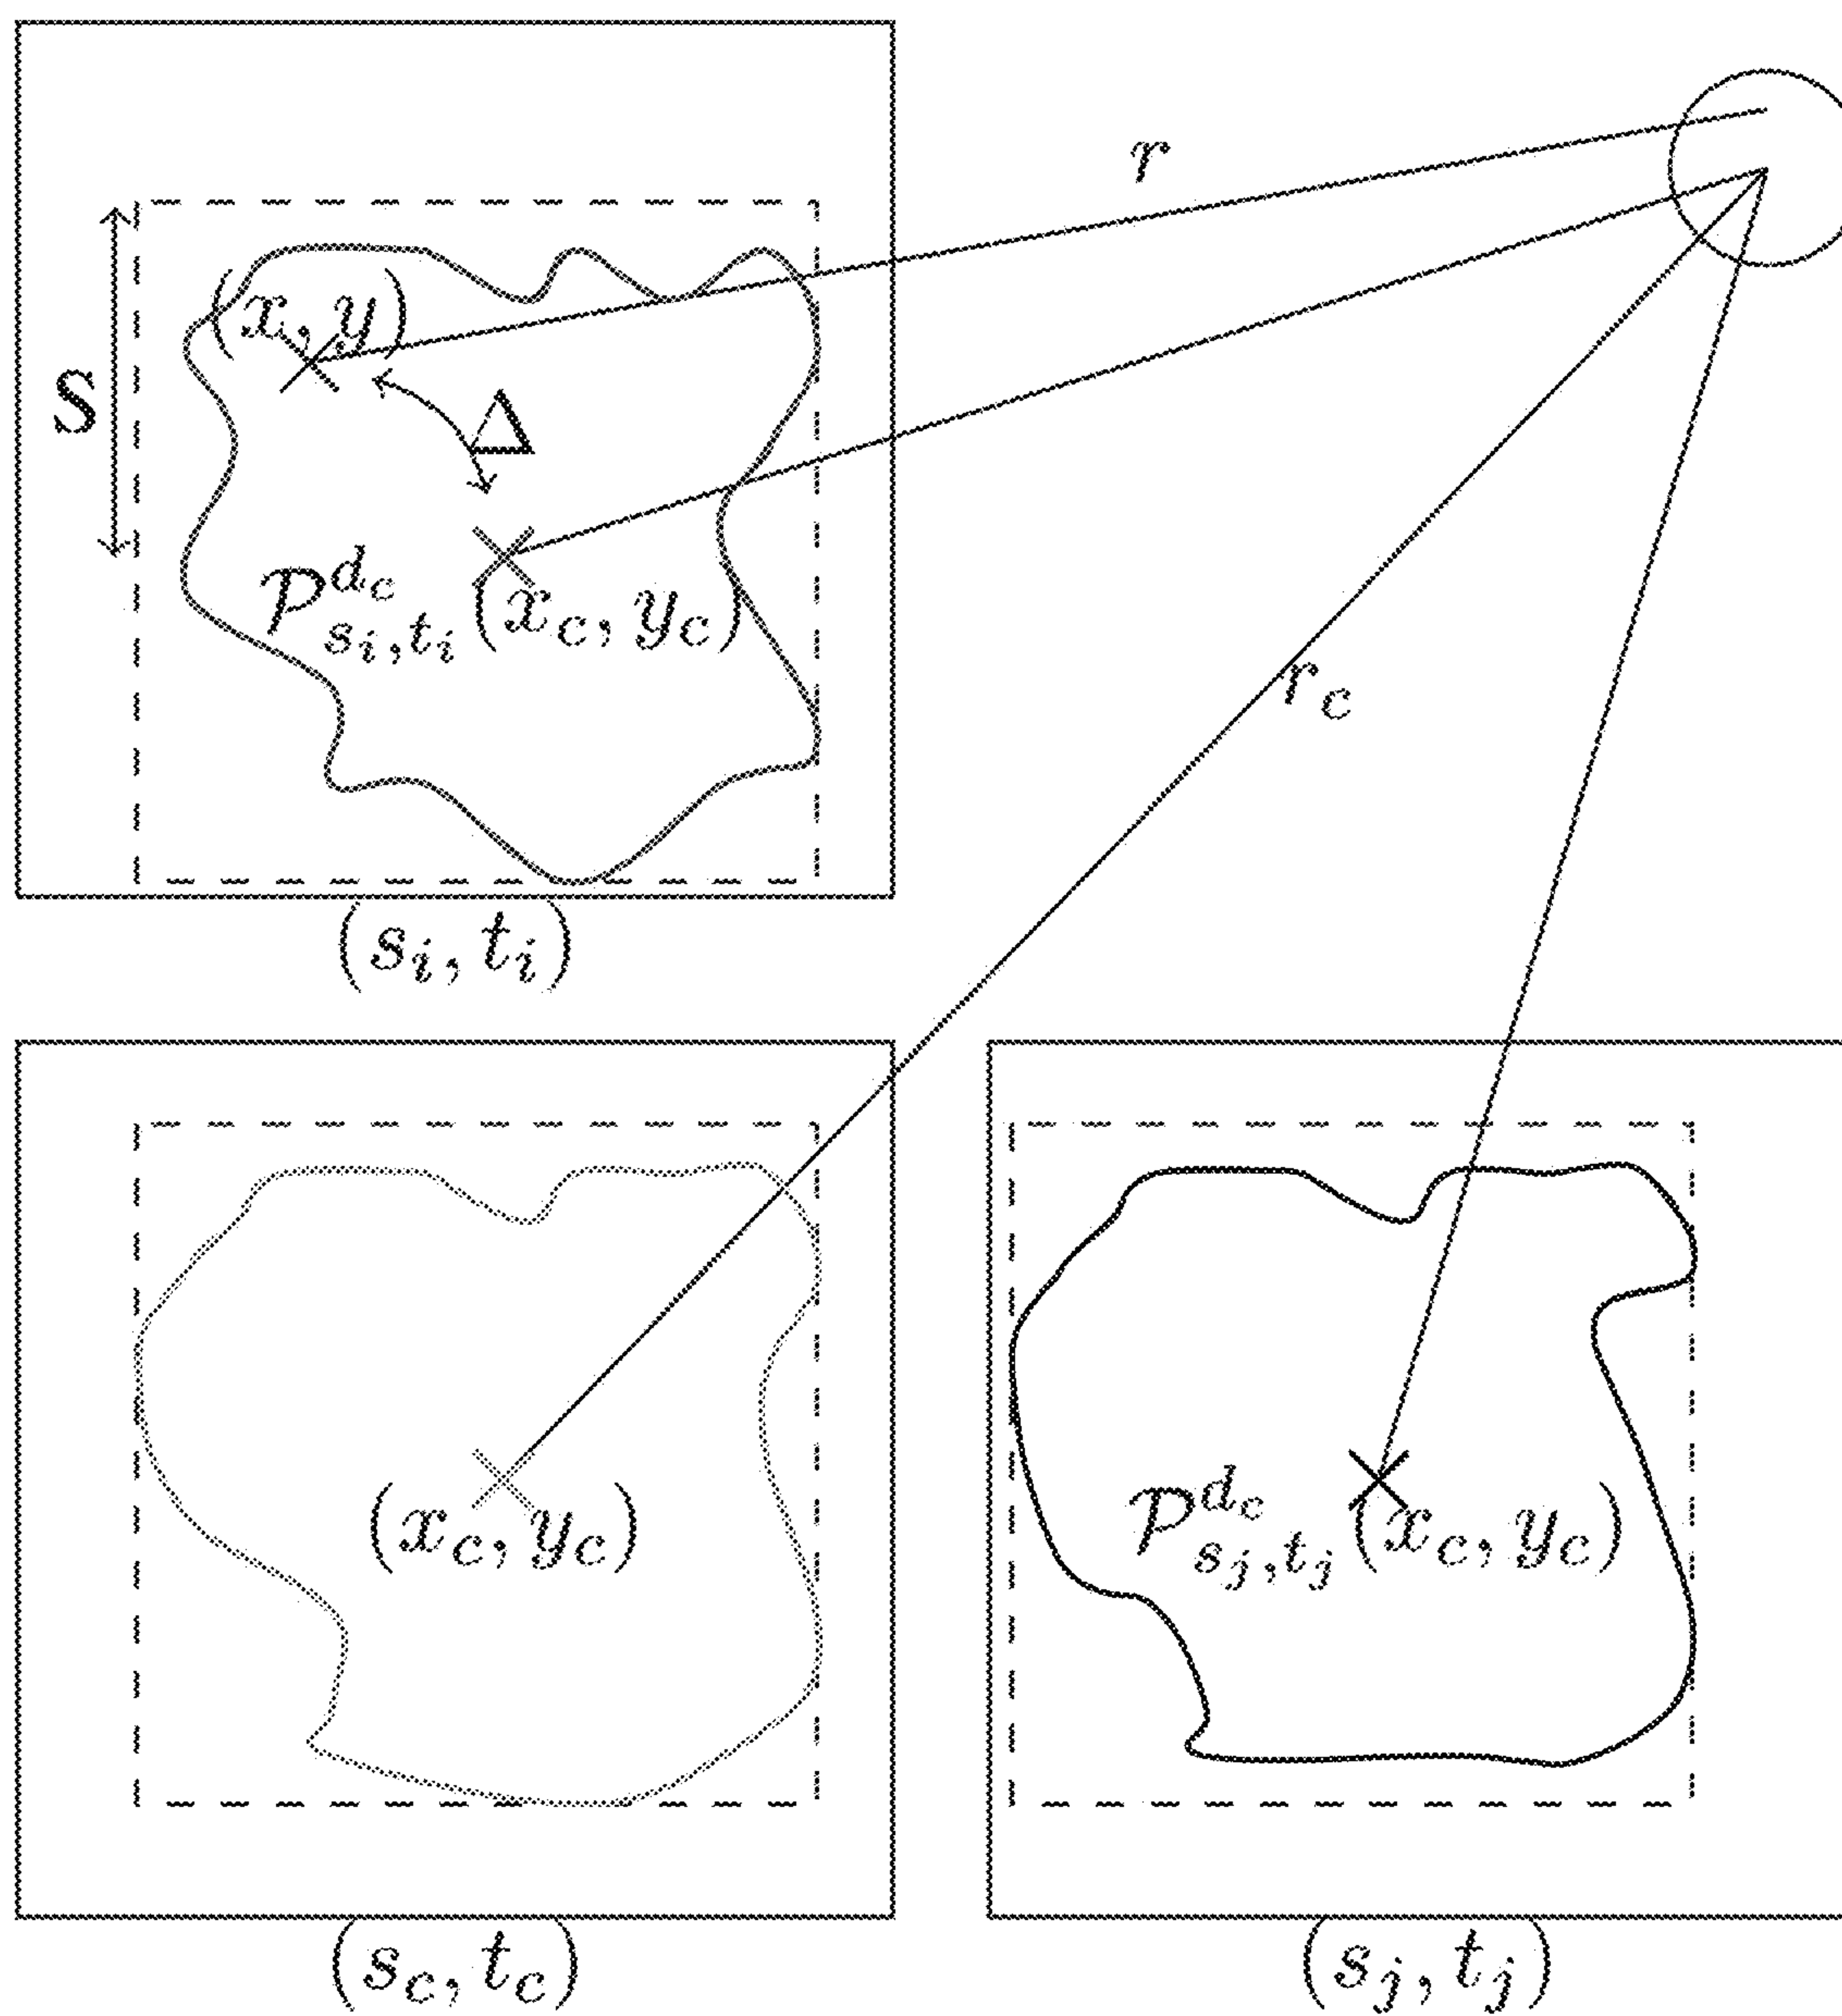 r
(x, y)
S
Δ
p^{d_c}_{s_i,t_i}(x_c, y_c)
r_c
(s_i, t_i)
(x_c, y_c)
p^{d_c}_{s_j,t_j}(x_c, y_c)
(s_c, t_c)
(s_j, t_j)